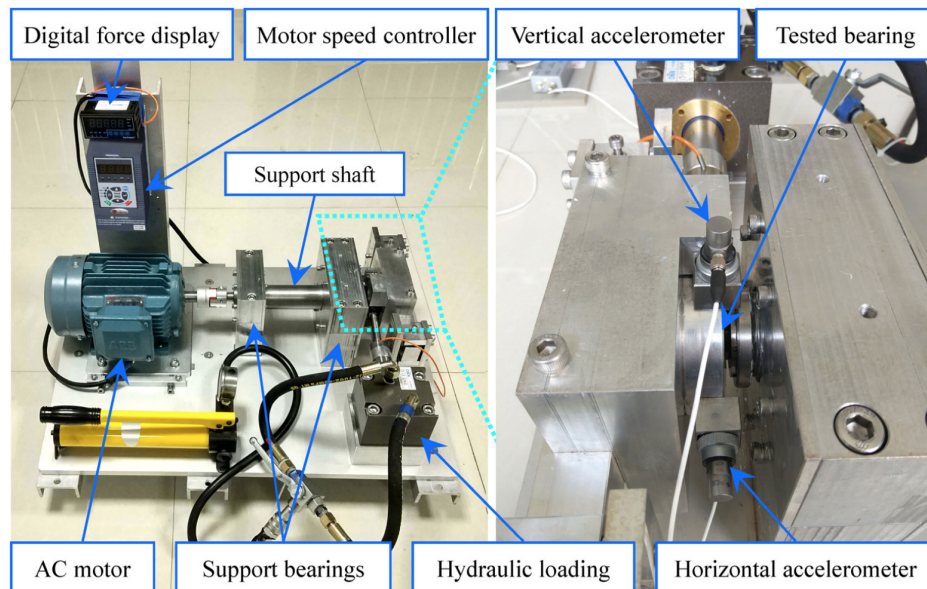 Digital force display
Motor speed controller
Vertical accelerometer
Tested bearing
Support shaft
AC motor
Support bearings
Hydraulic loading
Horizontal accelerometer